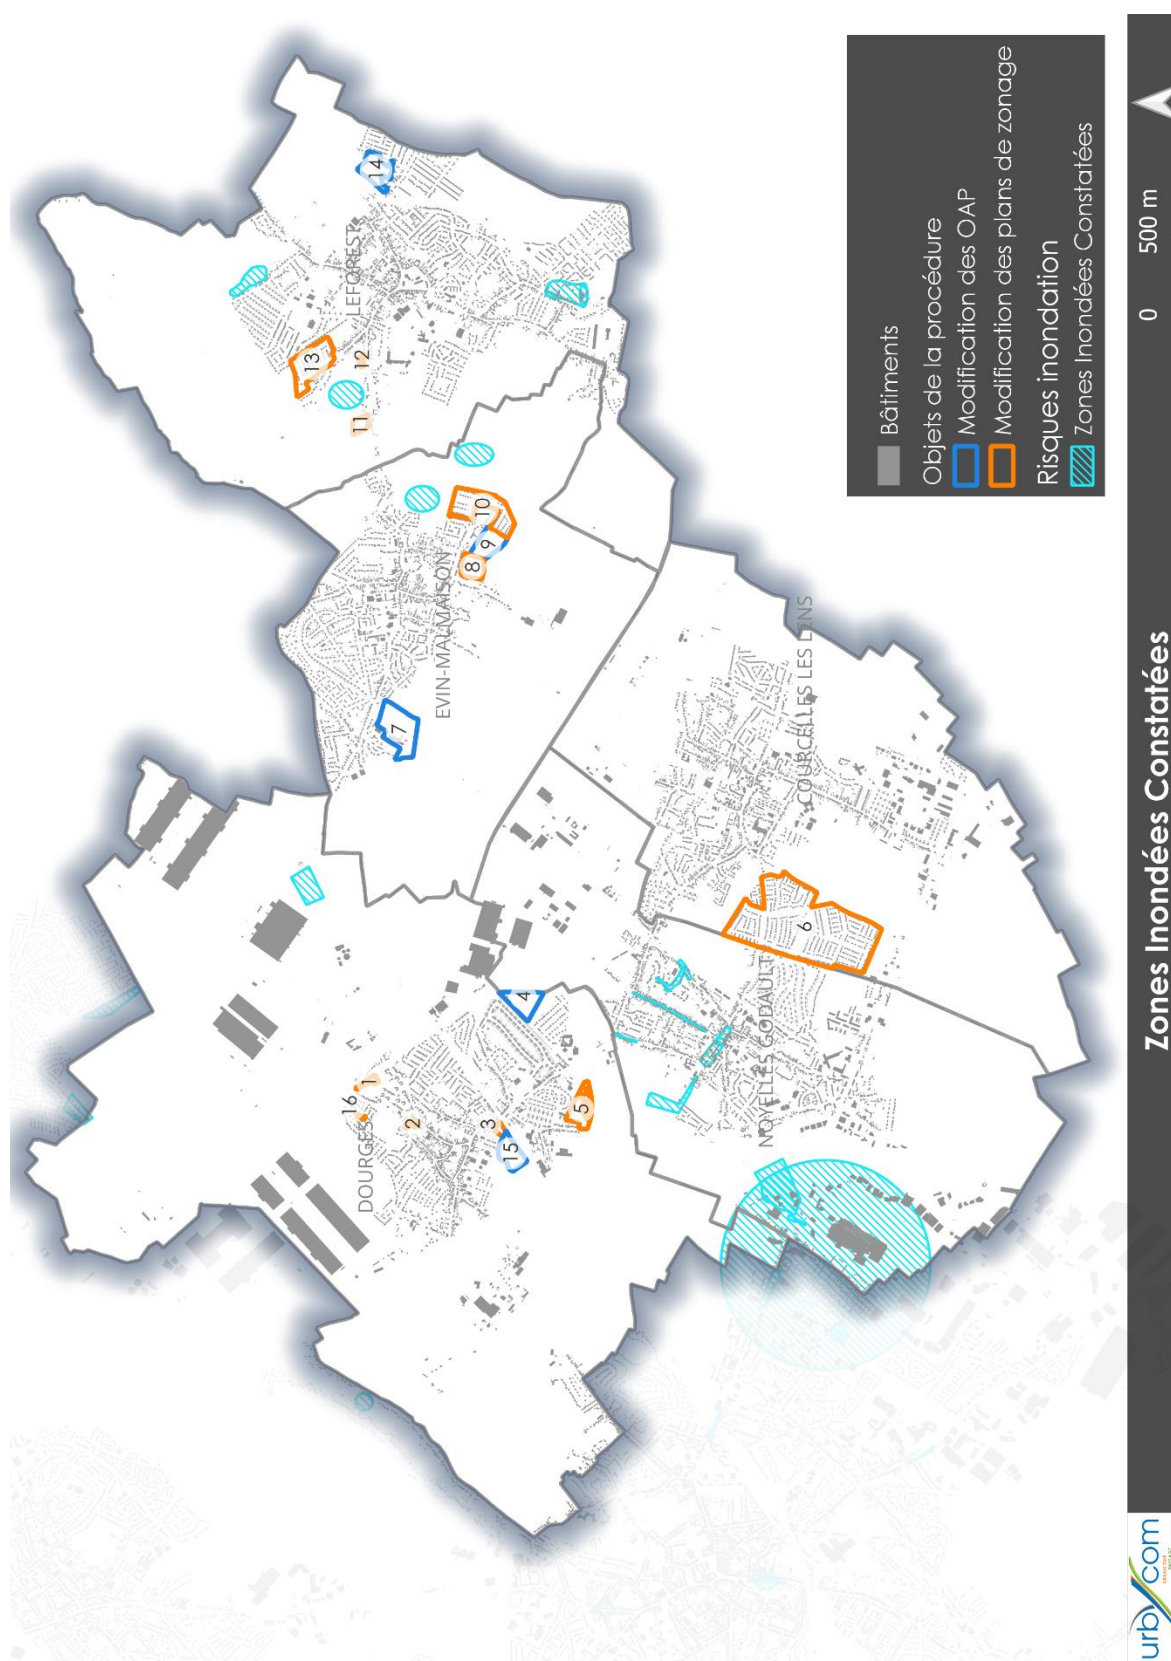 LEFOREST
14
13
12
11
EVIN-MALMAISON
10
9
8
7
COURCELLES LES LENS
6
NOYELLES GODAULT
DOURGES
16
1
2
3
15
4
5
Bâtiments
Objets de la procédure
Modification des OAP
Modification des plans de zonage
Risques inondation
Zones Inondées Constatées
urbycom
Zones Inondées Constatées
0 500 m